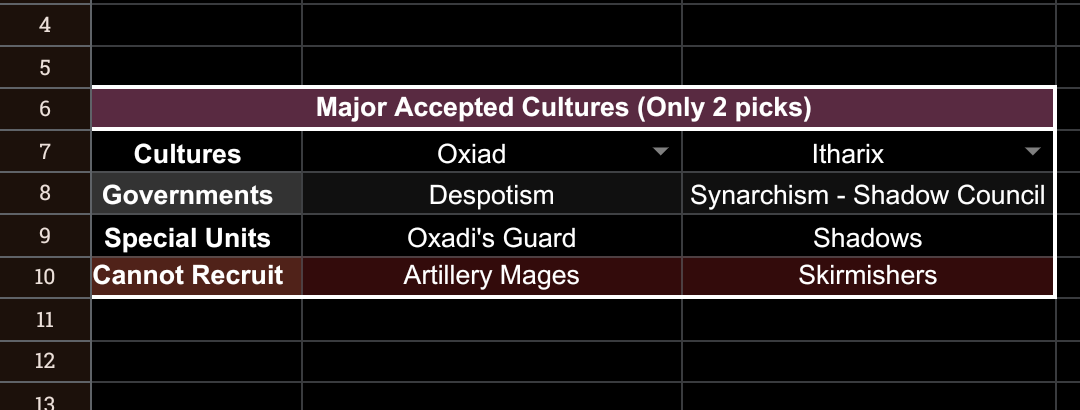 4
5
6 Major Accepted Cultures (Only 2 picks)
7 Cultures Oxiad Itharix
8 Governments Despotism Synarchism - Shadow Council
9 Special Units Oxadi's Guard Shadows
10 Cannot Recruit Artillery Mages Skirmishers
11
12
13